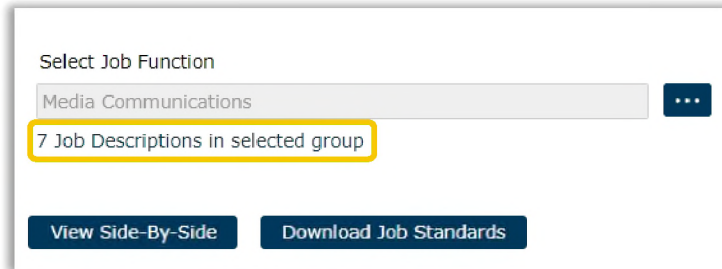 Select Job Function
Media Communications
...
7 Job Descriptions in selected group
View Side-By-Side Download Job Standards